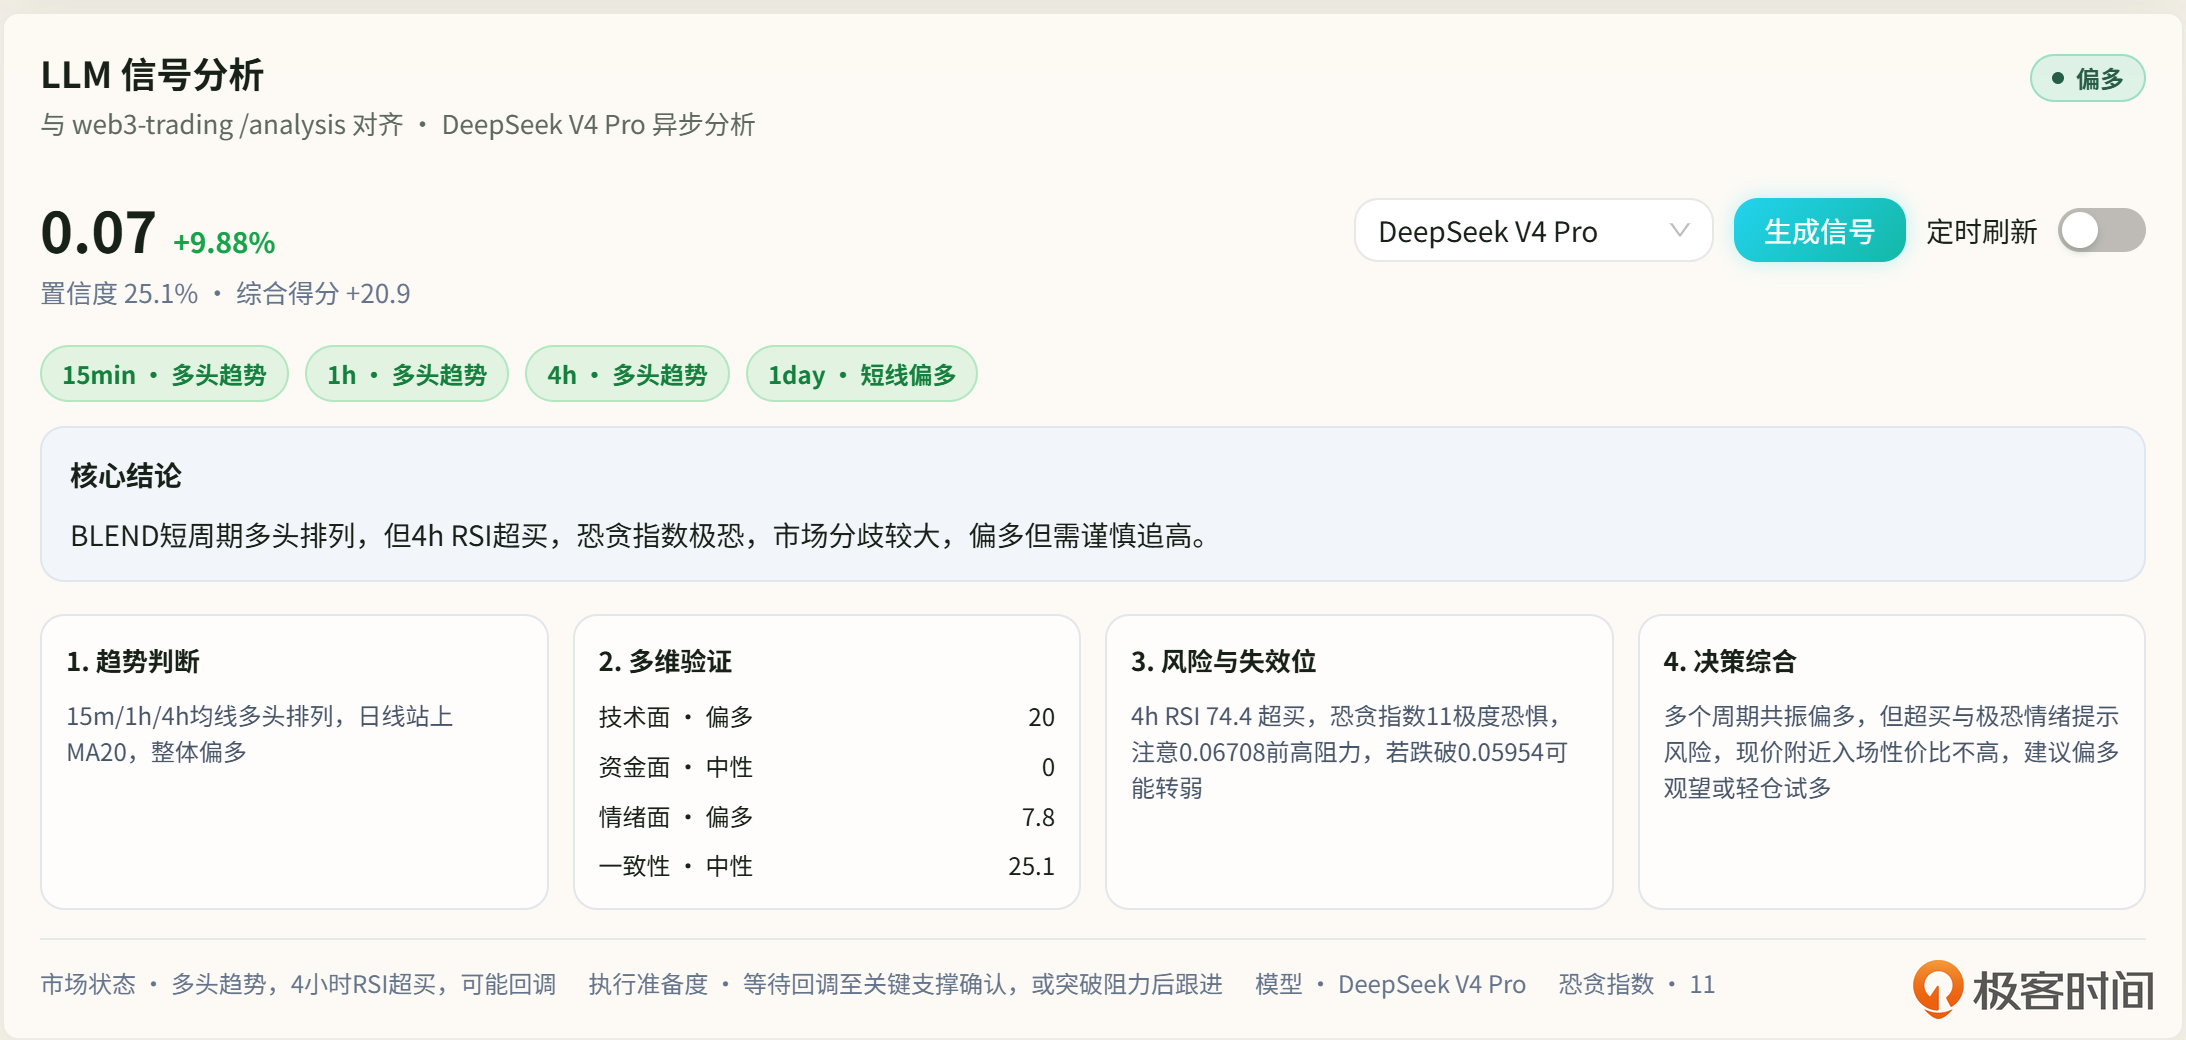 LLM 信号分析
偏多
与 web3-trading /analysis 对齐 · DeepSeek V4 Pro 异步分析
0.07 +9.88%
DeepSeek V4 Pro
生成信号
定时刷新
置信度 25.1% · 综合得分 +20.9
15min · 多头趋势
1h · 多头趋势
4h · 多头趋势
1day · 短线偏多
核心结论
BLEND短周期多头排列，但4h RSI超买，恐贪指数极恐，市场分歧较大，偏多但需谨慎追高。
1. 趋势判断
15m/1h/4h均线多头排列，日线站上
MA20，整体偏多
2. 多维验证
技术面 · 偏多 20
资金面 · 中性 0
情绪面 · 偏多 7.8
一致性 · 中性 25.1
3. 风险与失效位
4h RSI 74.4 超买，恐贪指数11极度恐惧，
注意0.06708前高阻力，若跌破0.05954可
能转弱
4. 决策综合
多个周期共振偏多，但超买与极恐情绪提示
风险，现价附近入场性价比不高，建议偏多
观望或轻仓试多
市场状态 · 多头趋势，4小时RSI超买，可能回调
执行准备度 · 等待回调至关键支撑确认，或突破阻力后跟进
模型 · DeepSeek V4 Pro
恐贪指数 · 11
极客时间